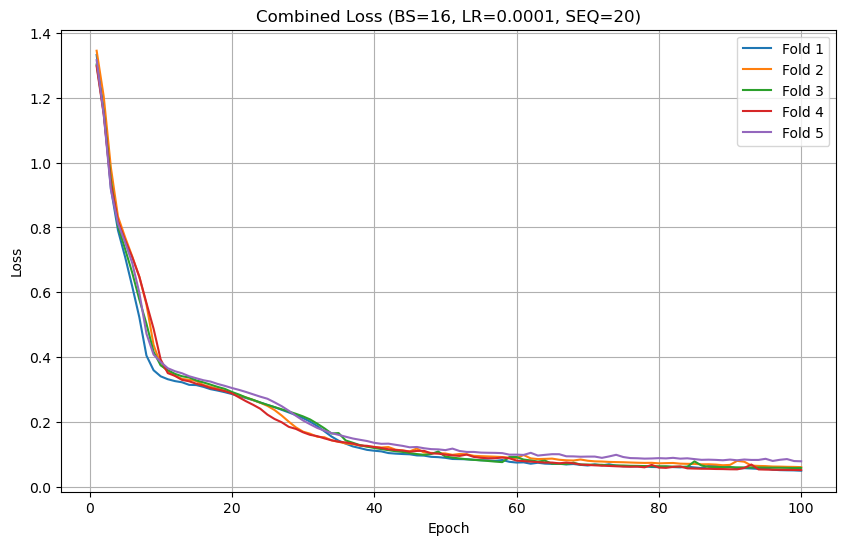 Combined Loss (BS=16, LR=0.0001, SEQ=20)
1.4
1.2
1.0
0.8
0.6
0.4
0.2
0.0
Loss
Fold 1
Fold 2
Fold 3
Fold 4
Fold 5
0 20 40 60 80 100
Epoch